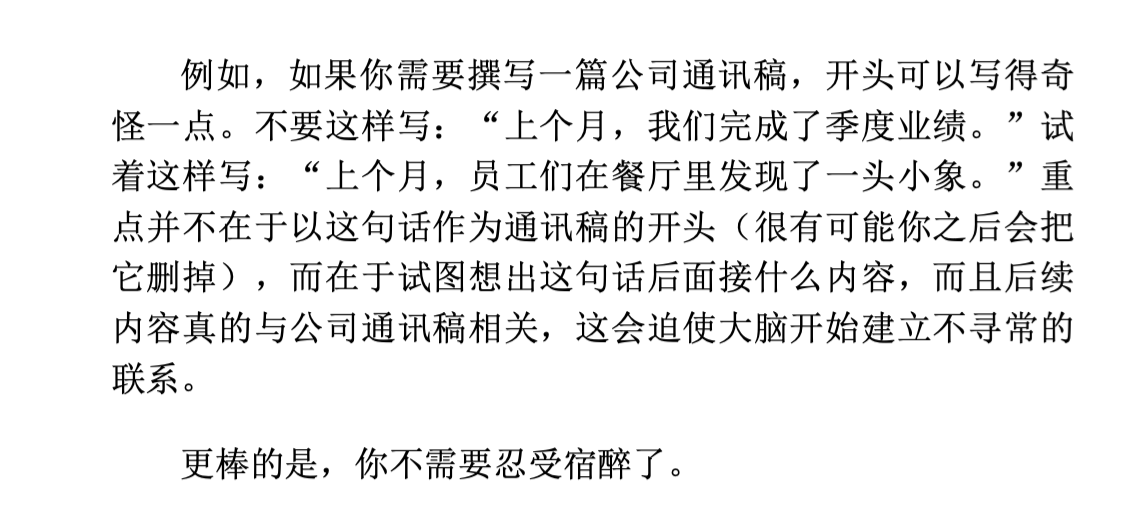 例如，如果你需要撰写一篇公司通讯稿，开头可以写得奇
怪一点。不要这样写：“上个月，我们完成了季度业绩。”试
着这样写：“上个月，员工们在餐厅里发现了一头小象。”重
点并不在于以这句话作为通讯稿的开头（很有可能你之后会把
它删掉），而在于试图想出这句话后面接什么内容，而且后续
内容真的与公司通讯稿相关，这会迫使大脑开始建立不寻常的
联系。
更棒的是，你不需要忍受宿醉了。